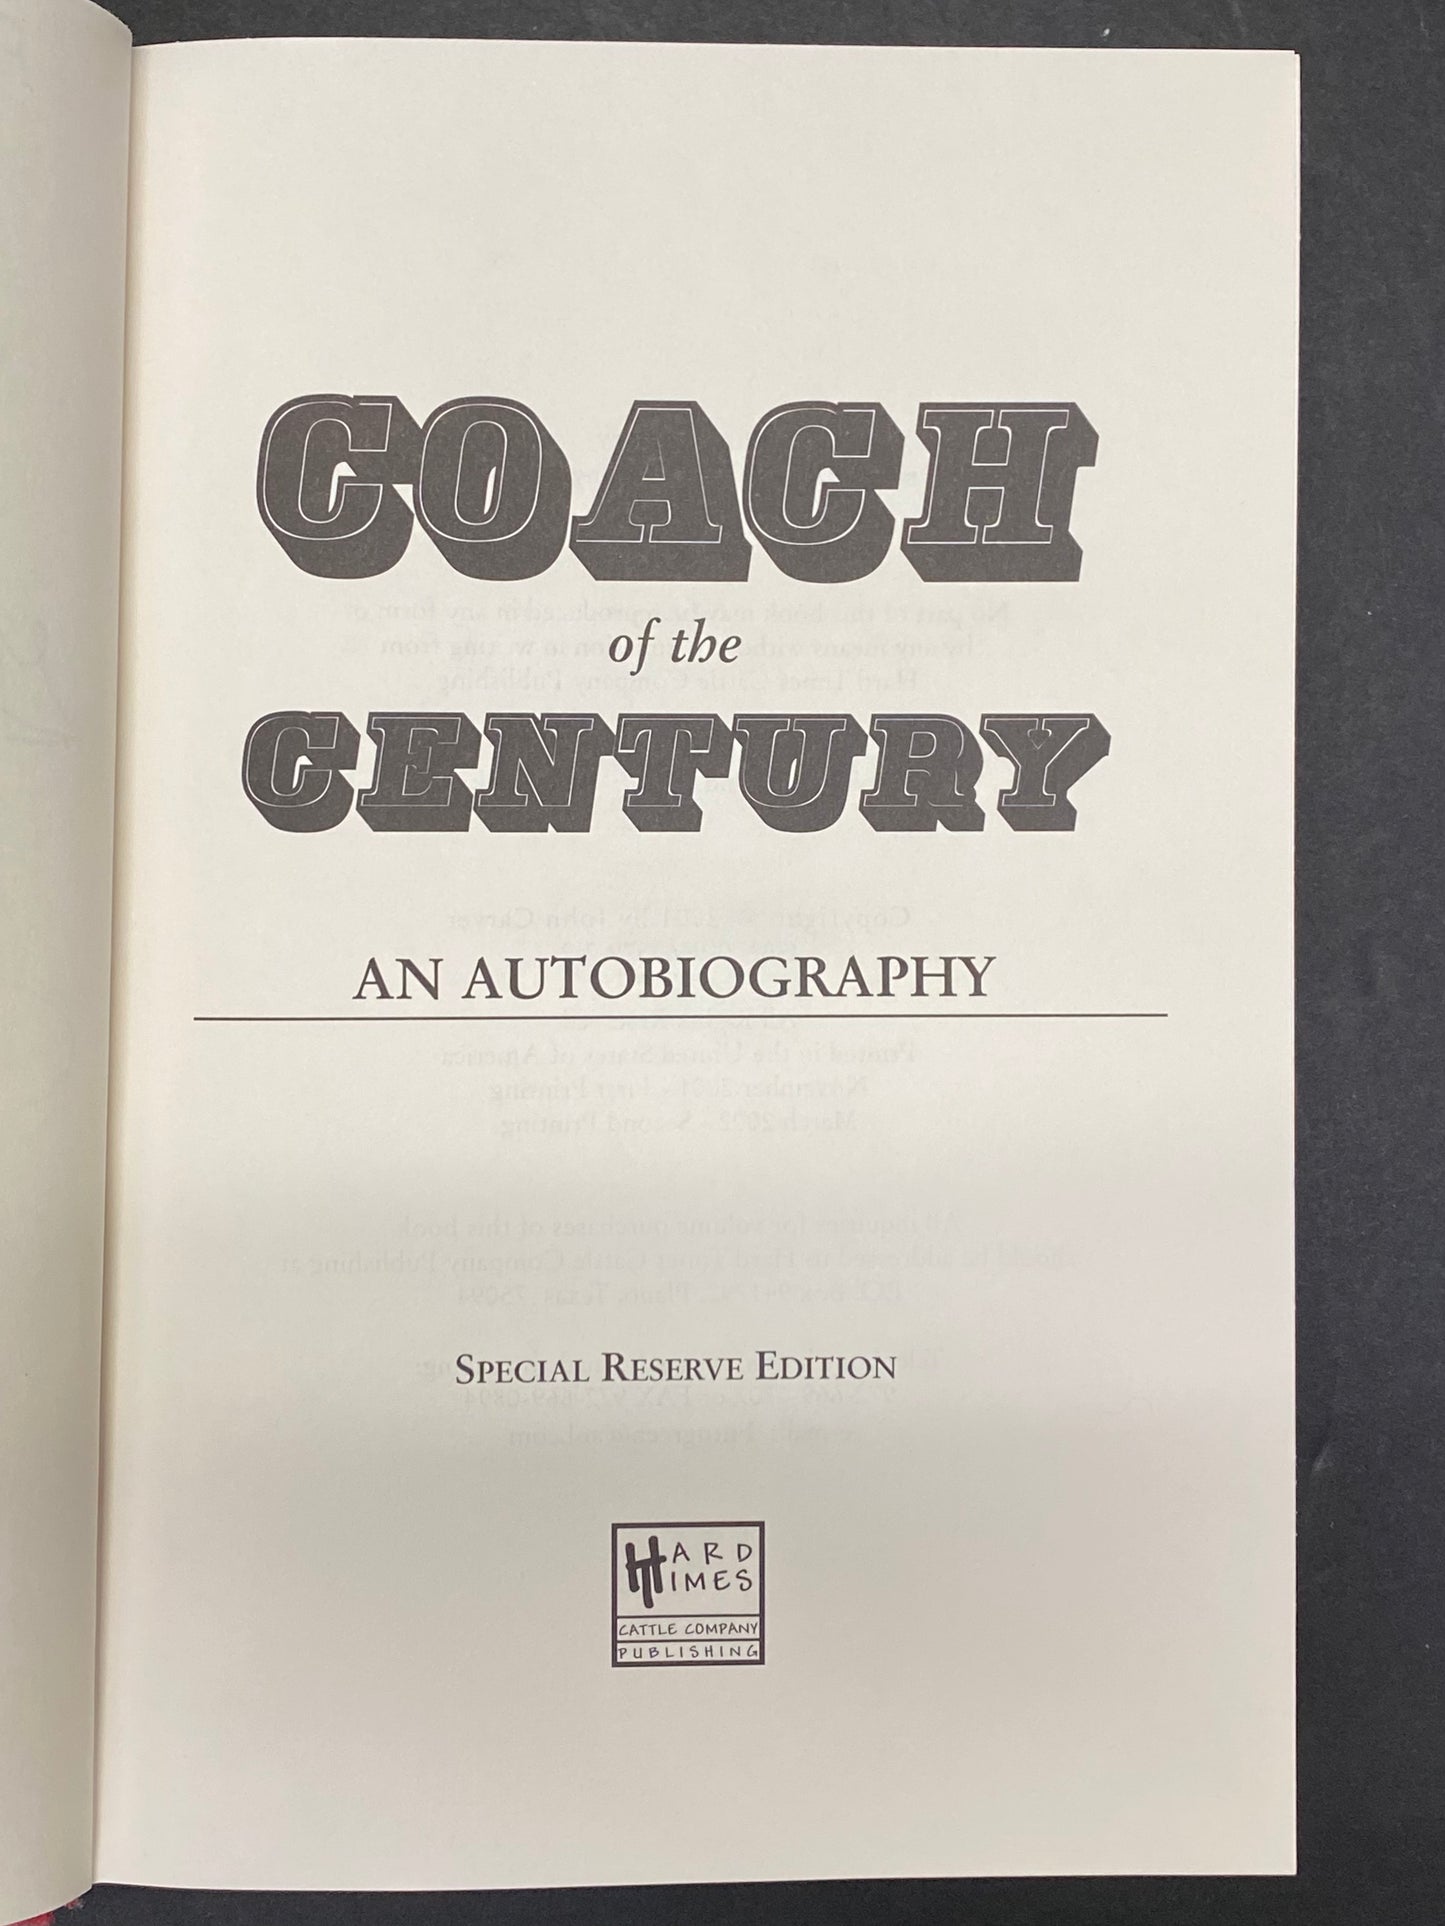 COACH
of the
CENTURY
AN AUTOBIOGRAPHY
SPECIAL RESERVE EDITION
HARD
TIMES
CATTLE COMPANY
PUBLISHING